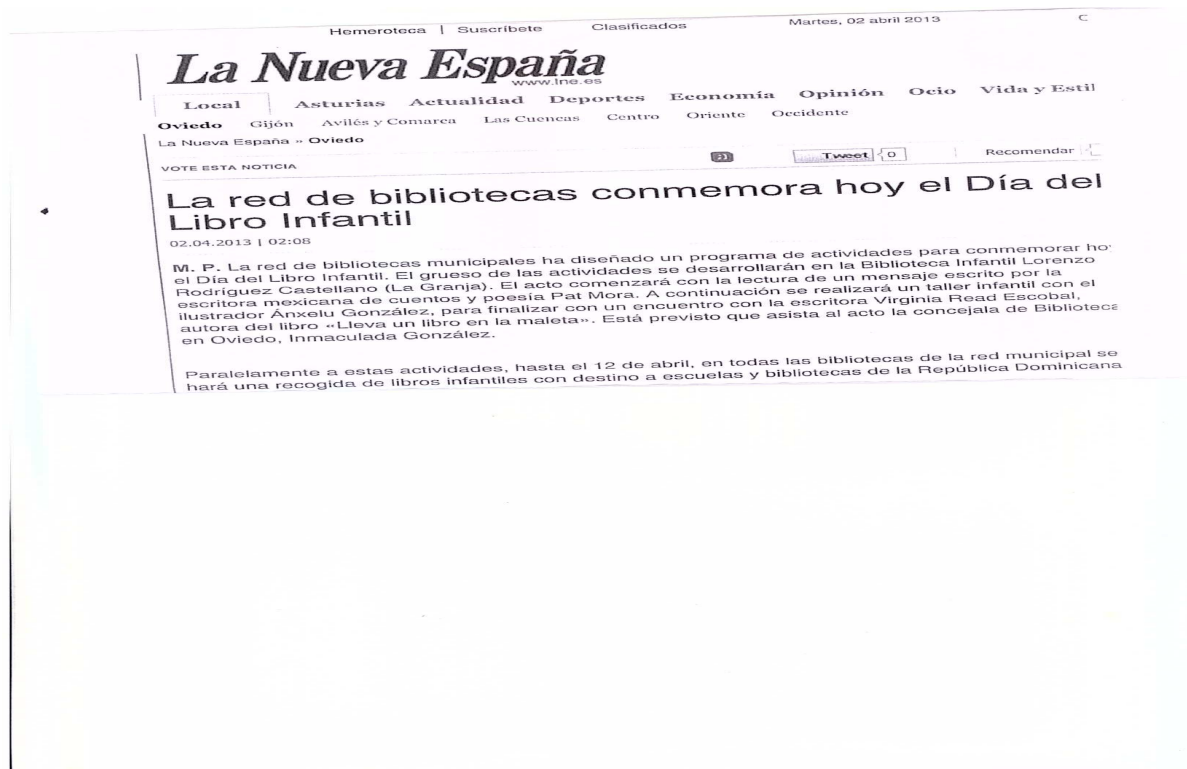 Hemeroteca | Suscríbete Clasificados Martes, 02 abril 2013 C
La Nueva España
www.lne.es
Local Asturias Actualidad Deportes Economía Opinión Ocio Vida y Estil
Oviedo Gijón Avilés y Comarca Las Cuencas Centro Oriente Occidente
La Nueva España » Oviedo
VOTE ESTA NOTICIA Tweet 0 Recomendar
La red de bibliotecas conmemora hoy el Día del
Libro Infantil
02.04.2013 | 02:08
M. P. La red de bibliotecas municipales ha diseñado un programa de actividades para conmemorar ho
el Día del Libro Infantil. El grueso de las actividades se desarrollarán en la Biblioteca Infantil Lorenzo
Rodríguez Castellano (La Granja). El acto comenzará con la lectura de un mensaje escrito por la
escritora mexicana de cuentos y poesía Pat Mora. A continuación se realizará un taller infantil con el
ilustrador Ánxelu González, para finalizar con un encuentro con la escritora Virginia Read Escobal,
autora del libro «Lleva un libro en la maleta». Está previsto que asista al acto la concejala de Biblioteca
en Oviedo, Inmaculada González.
Paralelamente a estas actividades, hasta el 12 de abril, en todas las bibliotecas de la red municipal se
hará una recogida de libros infantiles con destino a escuelas y bibliotecas de la República Dominicana